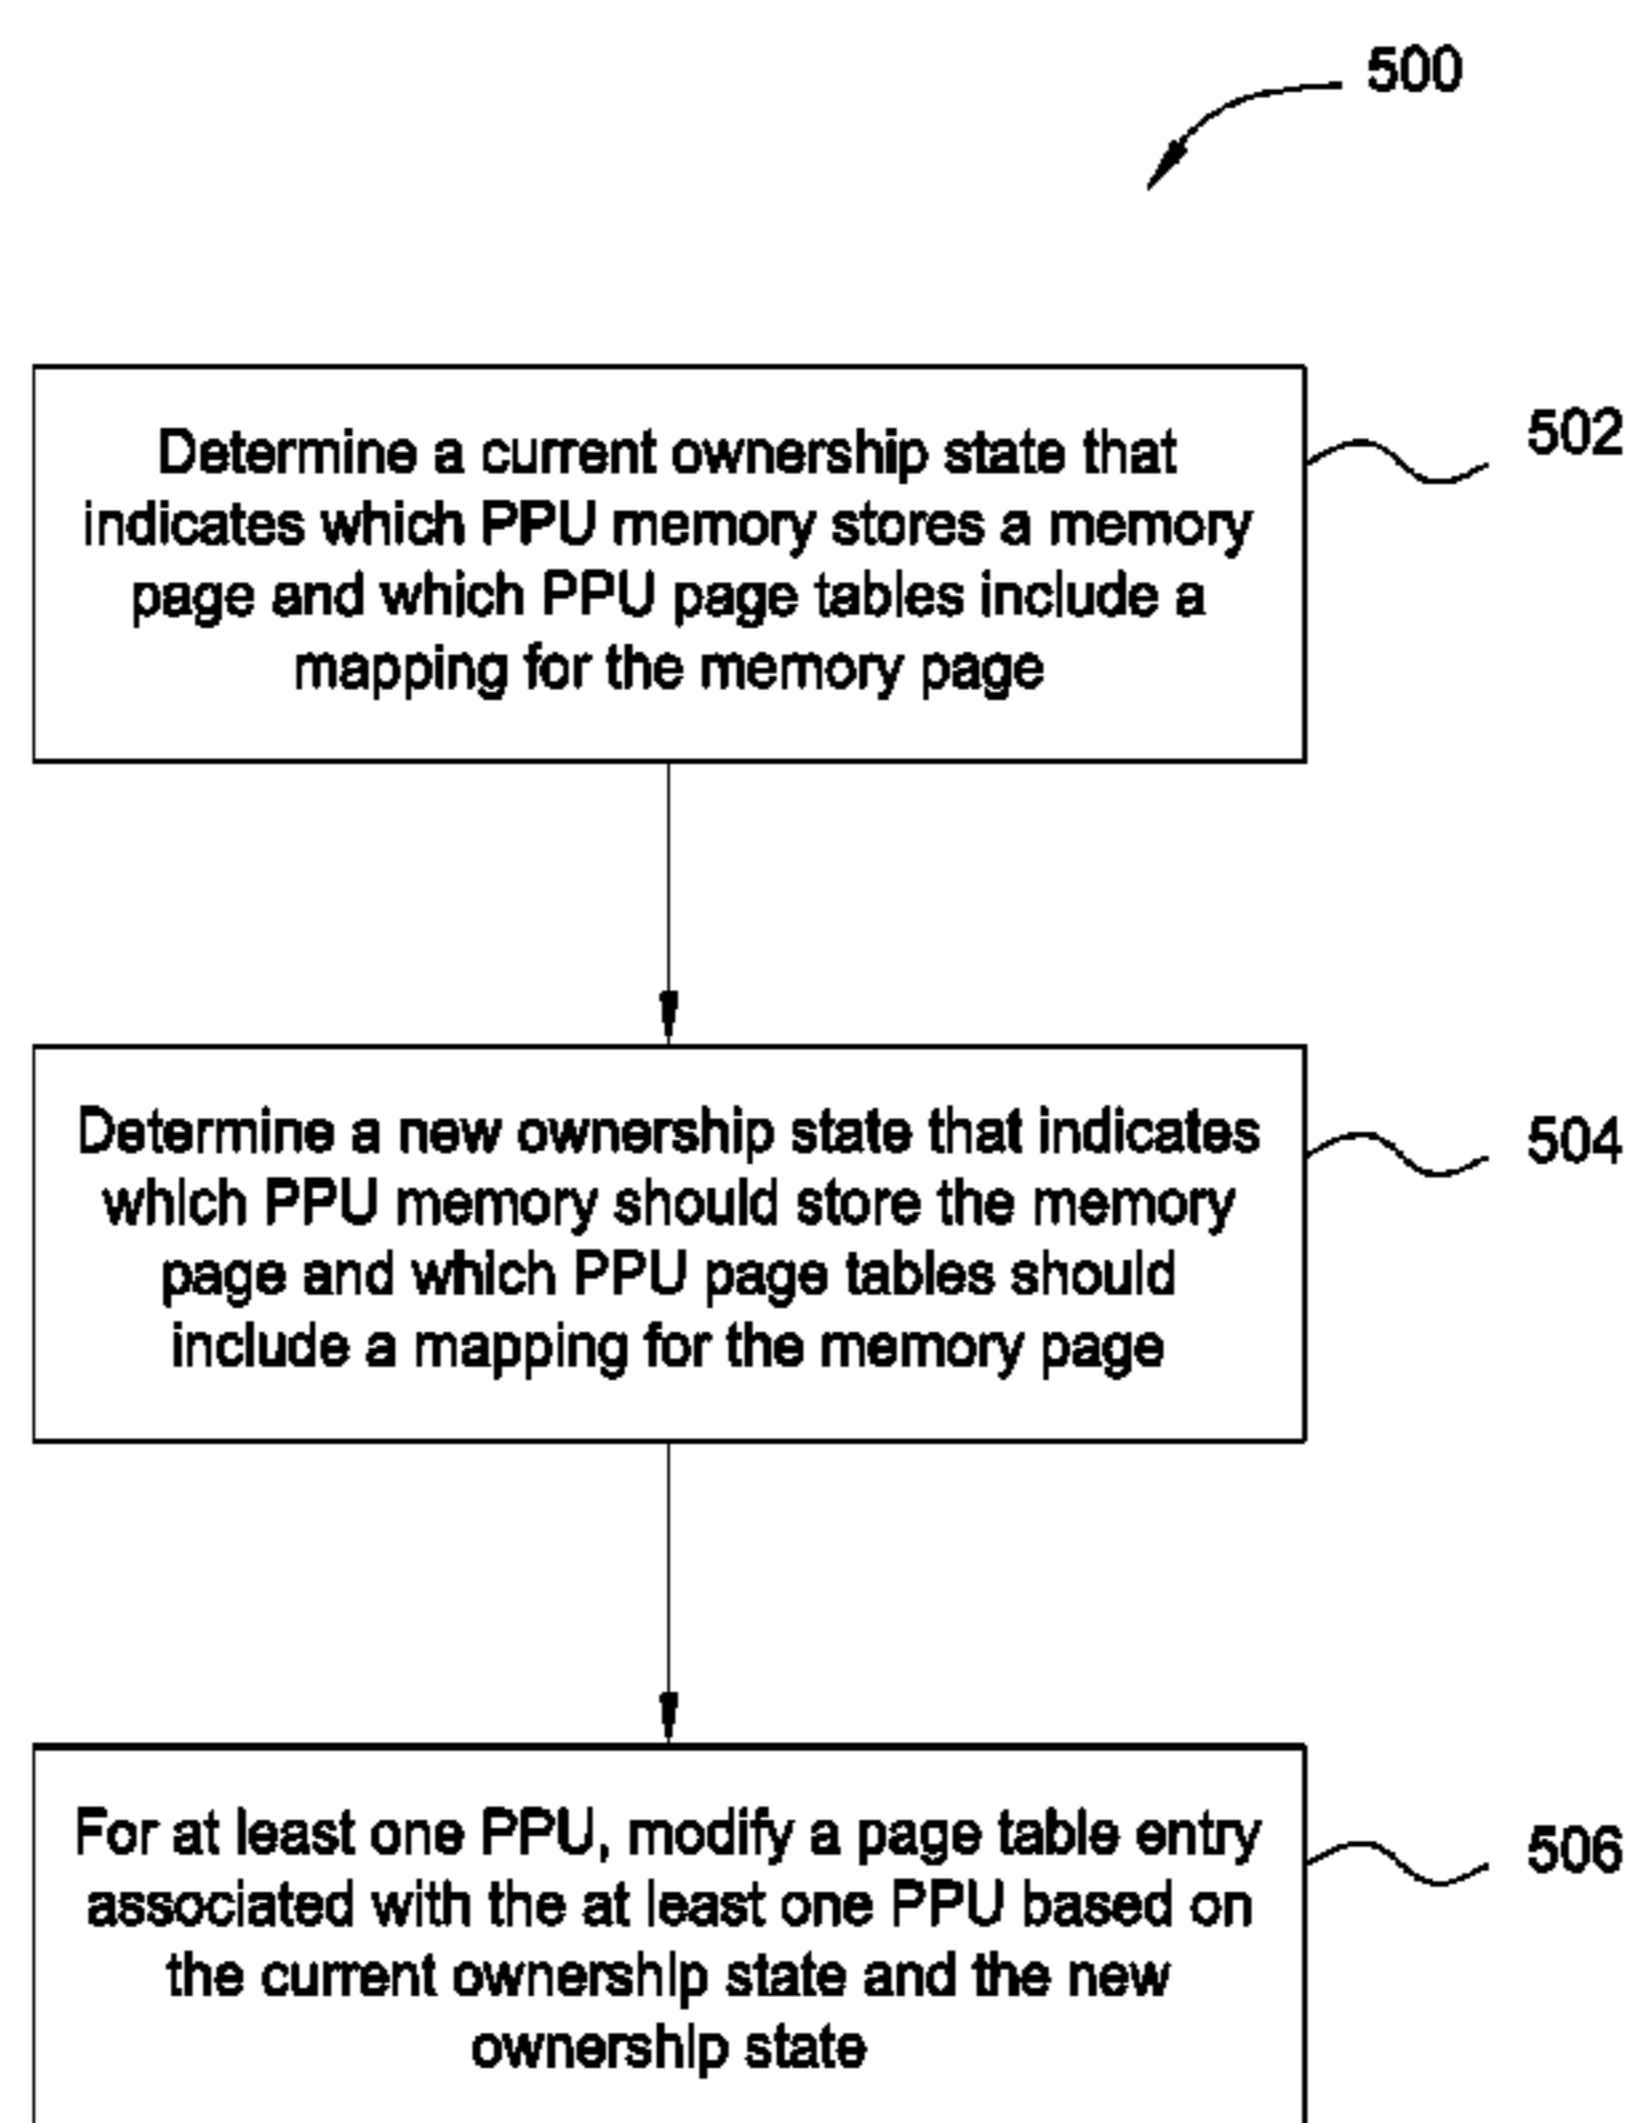 500
Determine a current ownership state that
indicates which PPU memory stores a memory
page and which PPU page tables include a
mapping for the memory page
502
Determine a new ownership state that indicates
which PPU memory should store the memory
page and which PPU page tables should
include a mapping for the memory page
504
For at least one PPU, modify a page table entry
associated with the at least one PPU based on
the current ownership state and the new
ownership state
506